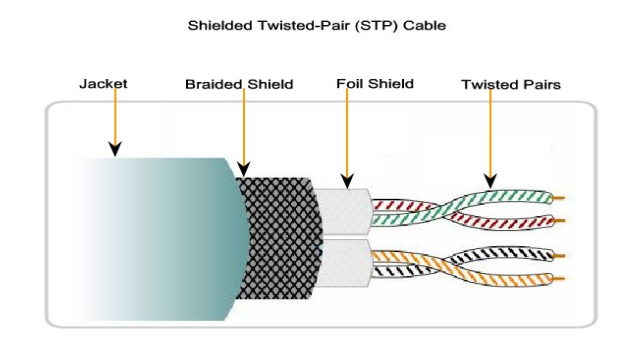 Shielded Twisted-Pair (STP) Cable
Jacket
Braided Shield
Foil Shield
Twisted Pairs